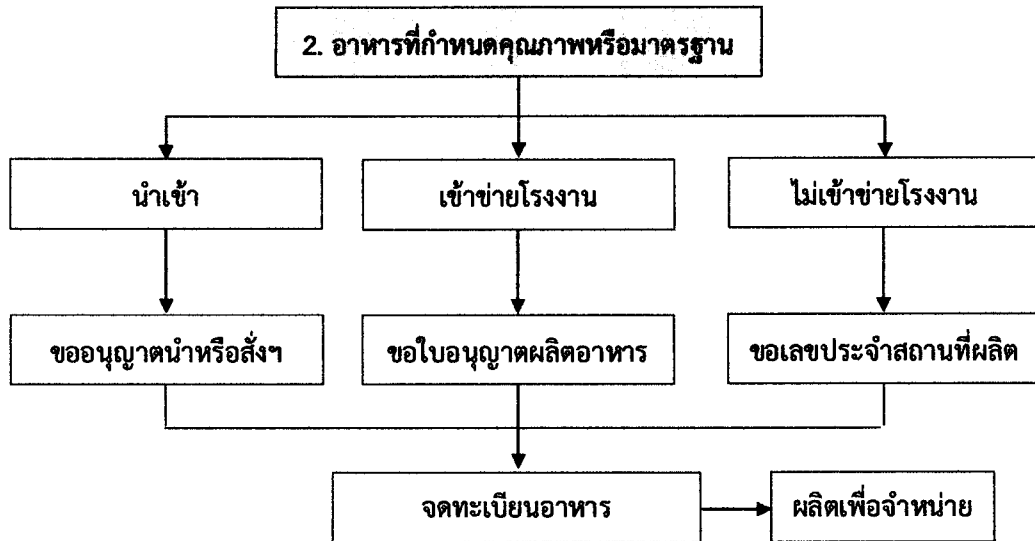 2. อาหารที่กำหนดคุณภาพหรือมาตรฐาน
นำเข้า
เข้าข่ายโรงงาน
ไม่เข้าข่ายโรงงาน
ขออนุญาตนำหรือสั่งฯ
ขอใบอนุญาตผลิตอาหาร
ขอเลขประจำสถานที่ผลิต
จดทะเบียนอาหาร
ผลิตเพื่อจำหน่าย